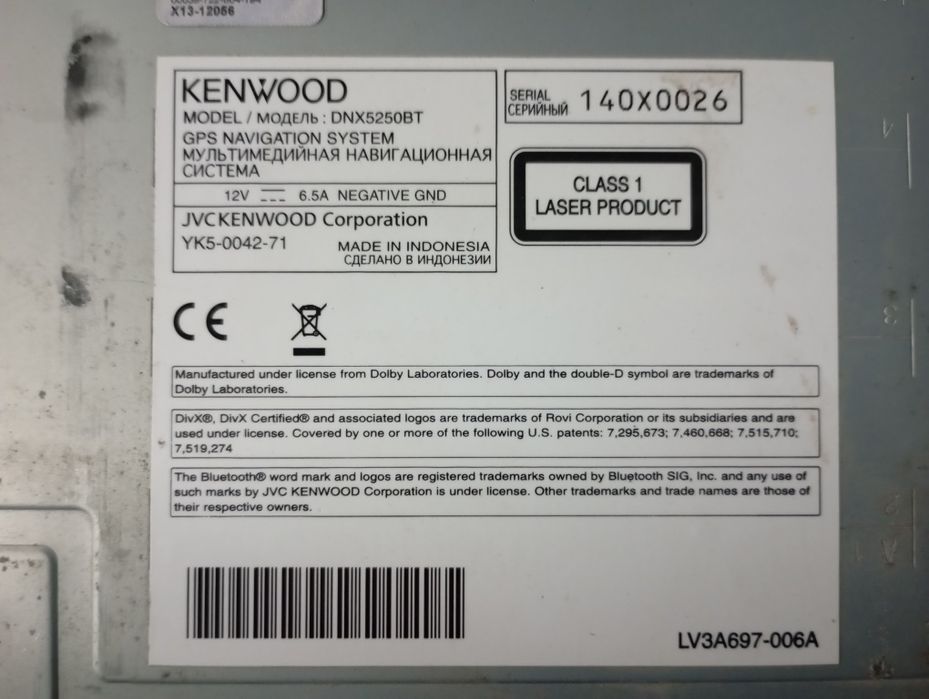 X13-12056
KENWOOD
MODEL / МОДЕЛЬ : DNX5250BT
GPS NAVIGATION SYSTEM
МУЛЬТИМЕДИЙНАЯ НАВИГАЦИОННАЯ
СИСТЕМА
12V 6.5A NEGATIVE GND
JVCKENWOOD Corporation
YK5-0042-71
MADE IN INDONESIA
СДЕЛАНО В ИНДОНЕЗИИ
SERIAL
СЕРИЙНЫЙ
140X0026
CLASS 1
LASER PRODUCT
CE
Manufactured under license from Dolby Laboratories. Dolby and the double-D symbol are trademarks of
Dolby Laboratories.
DivX®, DivX Certified® and associated logos are trademarks of Rovi Corporation or its subsidiaries and are
used under license. Covered by one or more of the following U.S. patents: 7,295,673; 7,460,668; 7,515,710;
7,519,274
The Bluetooth® word mark and logos are registered trademarks owned by Bluetooth SIG, Inc. and any use of
such marks by JVC KENWOOD Corporation is under license. Other trademarks and trade names are those of
their respective owners.
LV3A697-006A